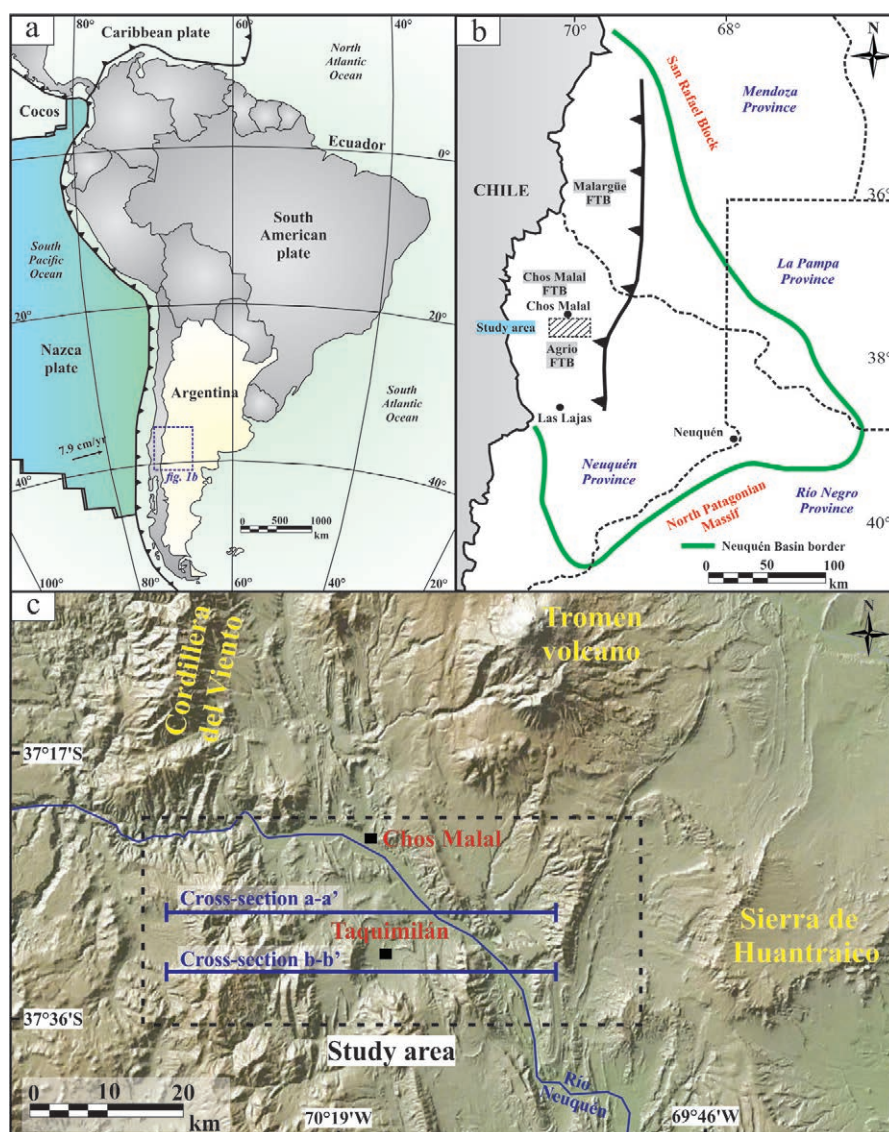 a
80°
Caribbean plate
60°
North
Atlantic
Ocean
40°
Cocos
Ecuador
0°
0°
South
American
plate
South
Pacific
Ocean
20°
20°
Nazca
plate
Argentina
South
Atlantic
Ocean
7.9 cm/yr
fig. 1b
40°
40°
0 500 1000
km
100°
80°
60°
20°
b
70°
68°
N
San Rafael Block
Mendoza
Province
CHILE
Malargüe
FTB
36°
La Pampa
Province
Chos Malal
FTB
Chos Malal
Study area
Agrio
FTB
38°
Las Lajas
Neuquén
Neuquén
Province
North Patagonian
Massif
Río Negro
Province
40°
Neuquén Basin border
0 50 100
km
c
Cordillera
del Viento
Tromen
volcano
N
37°17'S
Chos Malal
Cross-section a-a'
Taquimilán
Cross-section b-b'
Sierra de
Huantraico
37°36'S
Study area
0 10 20
km
Río
Neuquén
70°19'W
69°46'W